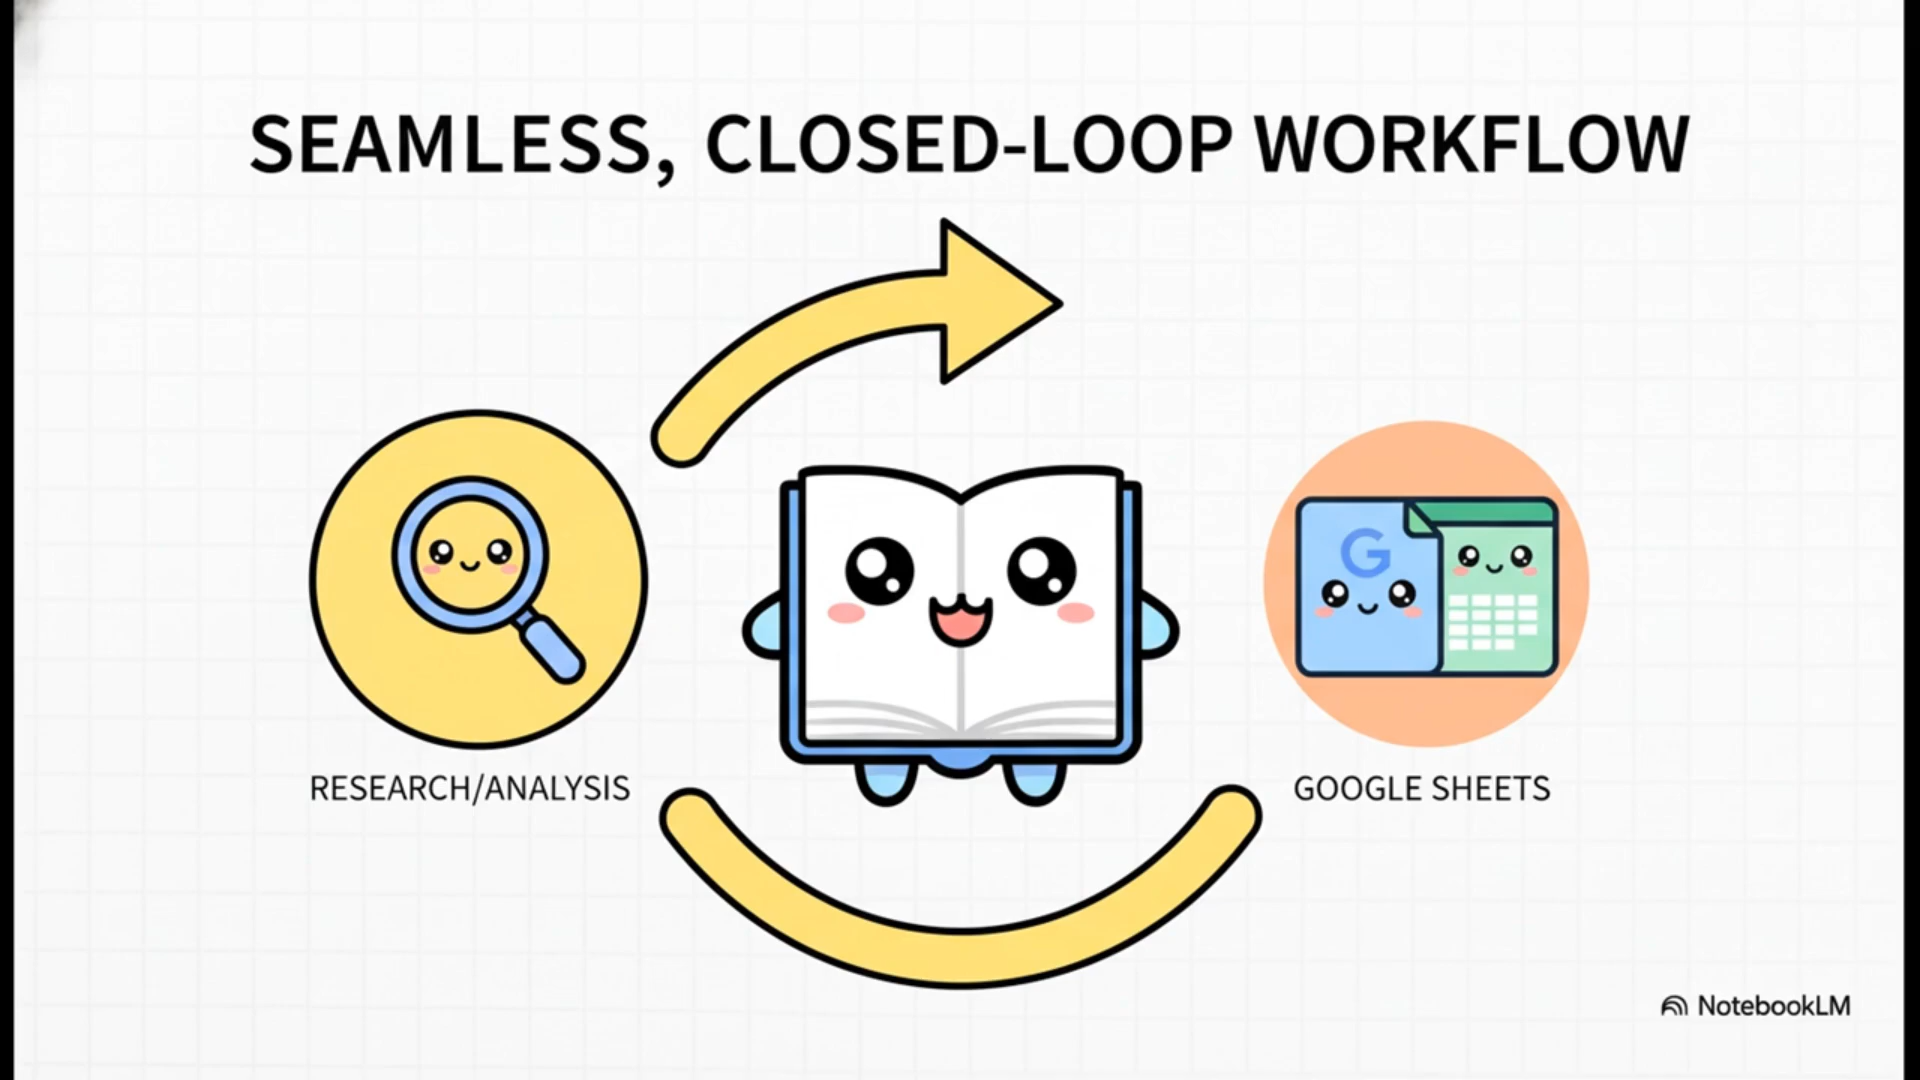 SEAMLESS, CLOSED-LOOP WORKFLOW
G
RESEARCH/ANALYSIS
GOOGLE SHEETS
NotebookLM